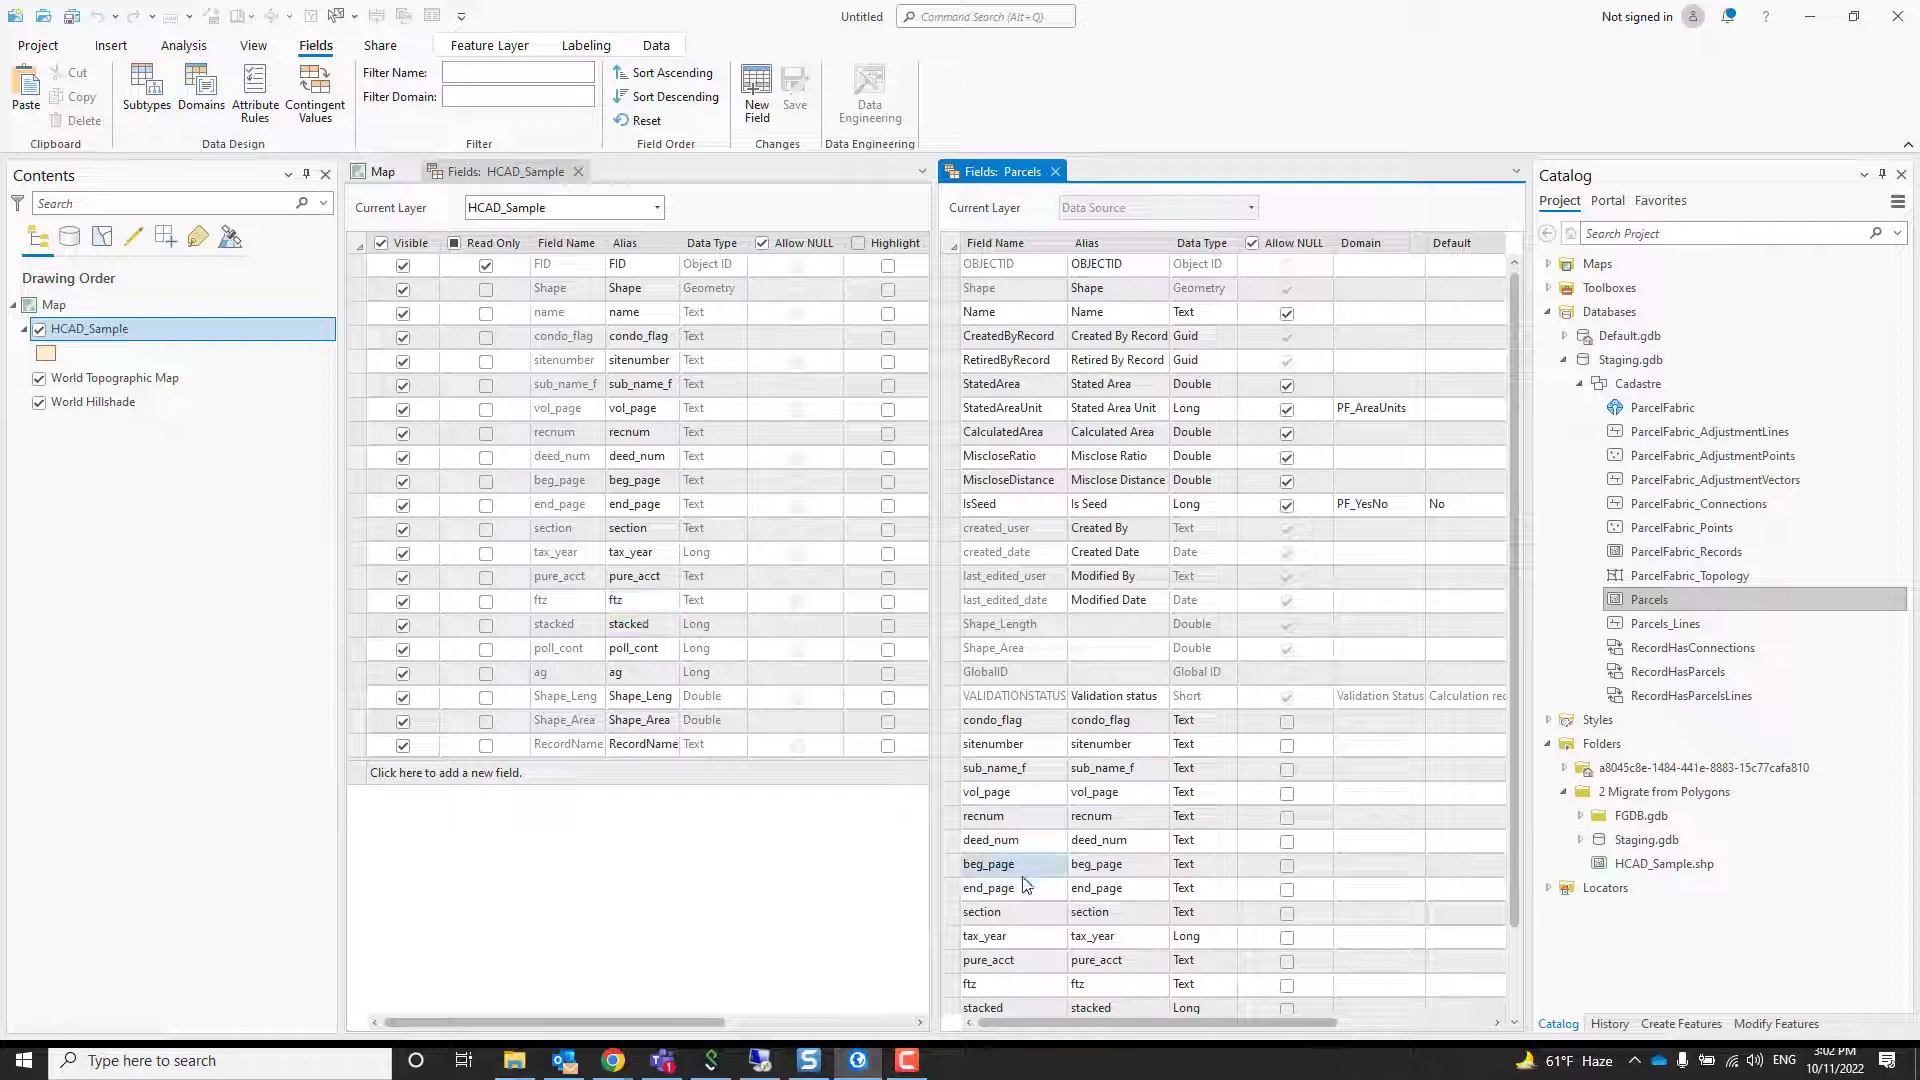 Untitled
Command Search (Alt+Q)
Not signed in
?
Project Insert Analysis View Fields Share Feature Layer Labeling Data
Paste
Cut
Copy
Delete
Clipboard
Subtypes Domains Attribute Rules Contingent Values
Data Design
Filter Name:
Filter Domain:
Filter
Sort Ascending
Sort Descending
Reset
Field Order
New Field Save
Changes
Data Engineering
Data Engineering
Contents
Search
Drawing Order
Map
HCAD_Sample
World Topographic Map
World Hillshade
Map Fields: HCAD_Sample
Current Layer HCAD_Sample
Visible Read Only Field Name Alias Data Type Allow NULL Highlight
FID FID Object ID
Shape Shape Geometry
name name Text
condo_flag condo_flag Text
sitenumber sitenumber Text
sub_name_f sub_name_f Text
vol_page vol_page Text
recnum recnum Text
deed_num deed_num Text
beg_page beg_page Text
end_page end_page Text
section section Text
tax_year tax_year Long
pure_acct pure_acct Text
ftz ftz Text
stacked stacked Long
poll_cont poll_cont Long
ag ag Long
Shape_Leng Shape_Leng Double
Shape_Area Shape_Area Double
RecordName RecordName Text
Click here to add a new field.
Fields: Parcels
Current Layer Data Source
Field Name Alias Data Type Allow NULL Domain Default
OBJECTID OBJECTID Object ID
Shape Shape Geometry
Name Name Text
CreatedByRecord Created By Record Guid
RetiredByRecord Retired By Record Guid
StatedArea Stated Area Double
StatedAreaUnit Stated Area Unit Long PF_AreaUnits
CalculatedArea Calculated Area Double
MiscloseRatio Misclose Ratio Double
MiscloseDistance Misclose Distance Double
IsSeed Is Seed Long PF_YesNo No
created_user Created By Text
created_date Created Date Date
last_edited_user Modified By Text
last_edited_date Modified Date Date
Shape_Length Double
Shape_Area Double
GlobalID Global ID
VALIDATIONSTATUS Validation status Short Validation Status Calculation rec
condo_flag condo_flag Text
sitenumber sitenumber Text
sub_name_f sub_name_f Text
vol_page vol_page Text
recnum recnum Text
deed_num deed_num Text
beg_page beg_page Text
end_page end_page Text
section section Text
tax_year tax_year Long
pure_acct pure_acct Text
ftz ftz Text
stacked stacked Long
Catalog
Project Portal Favorites
Search Project
Maps
Toolboxes
Databases
Default.gdb
Staging.gdb
Cadastre
ParcelFabric
ParcelFabric_AdjustmentLines
ParcelFabric_AdjustmentPoints
ParcelFabric_AdjustmentVectors
ParcelFabric_Connections
ParcelFabric_Points
ParcelFabric_Records
ParcelFabric_Topology
Parcels
Parcels_Lines
RecordHasConnections
RecordHasParcels
RecordHasParcelsLines
Styles
Folders
a8045c8e-1484-441e-8883-15c77cafa810
2 Migrate from Polygons
FGDB.gdb
Staging.gdb
HCAD_Sample.shp
Locators
Catalog History Create Features Modify Features
Type here to search
61°F Haze
ENG
3:02 PM
10/11/2022